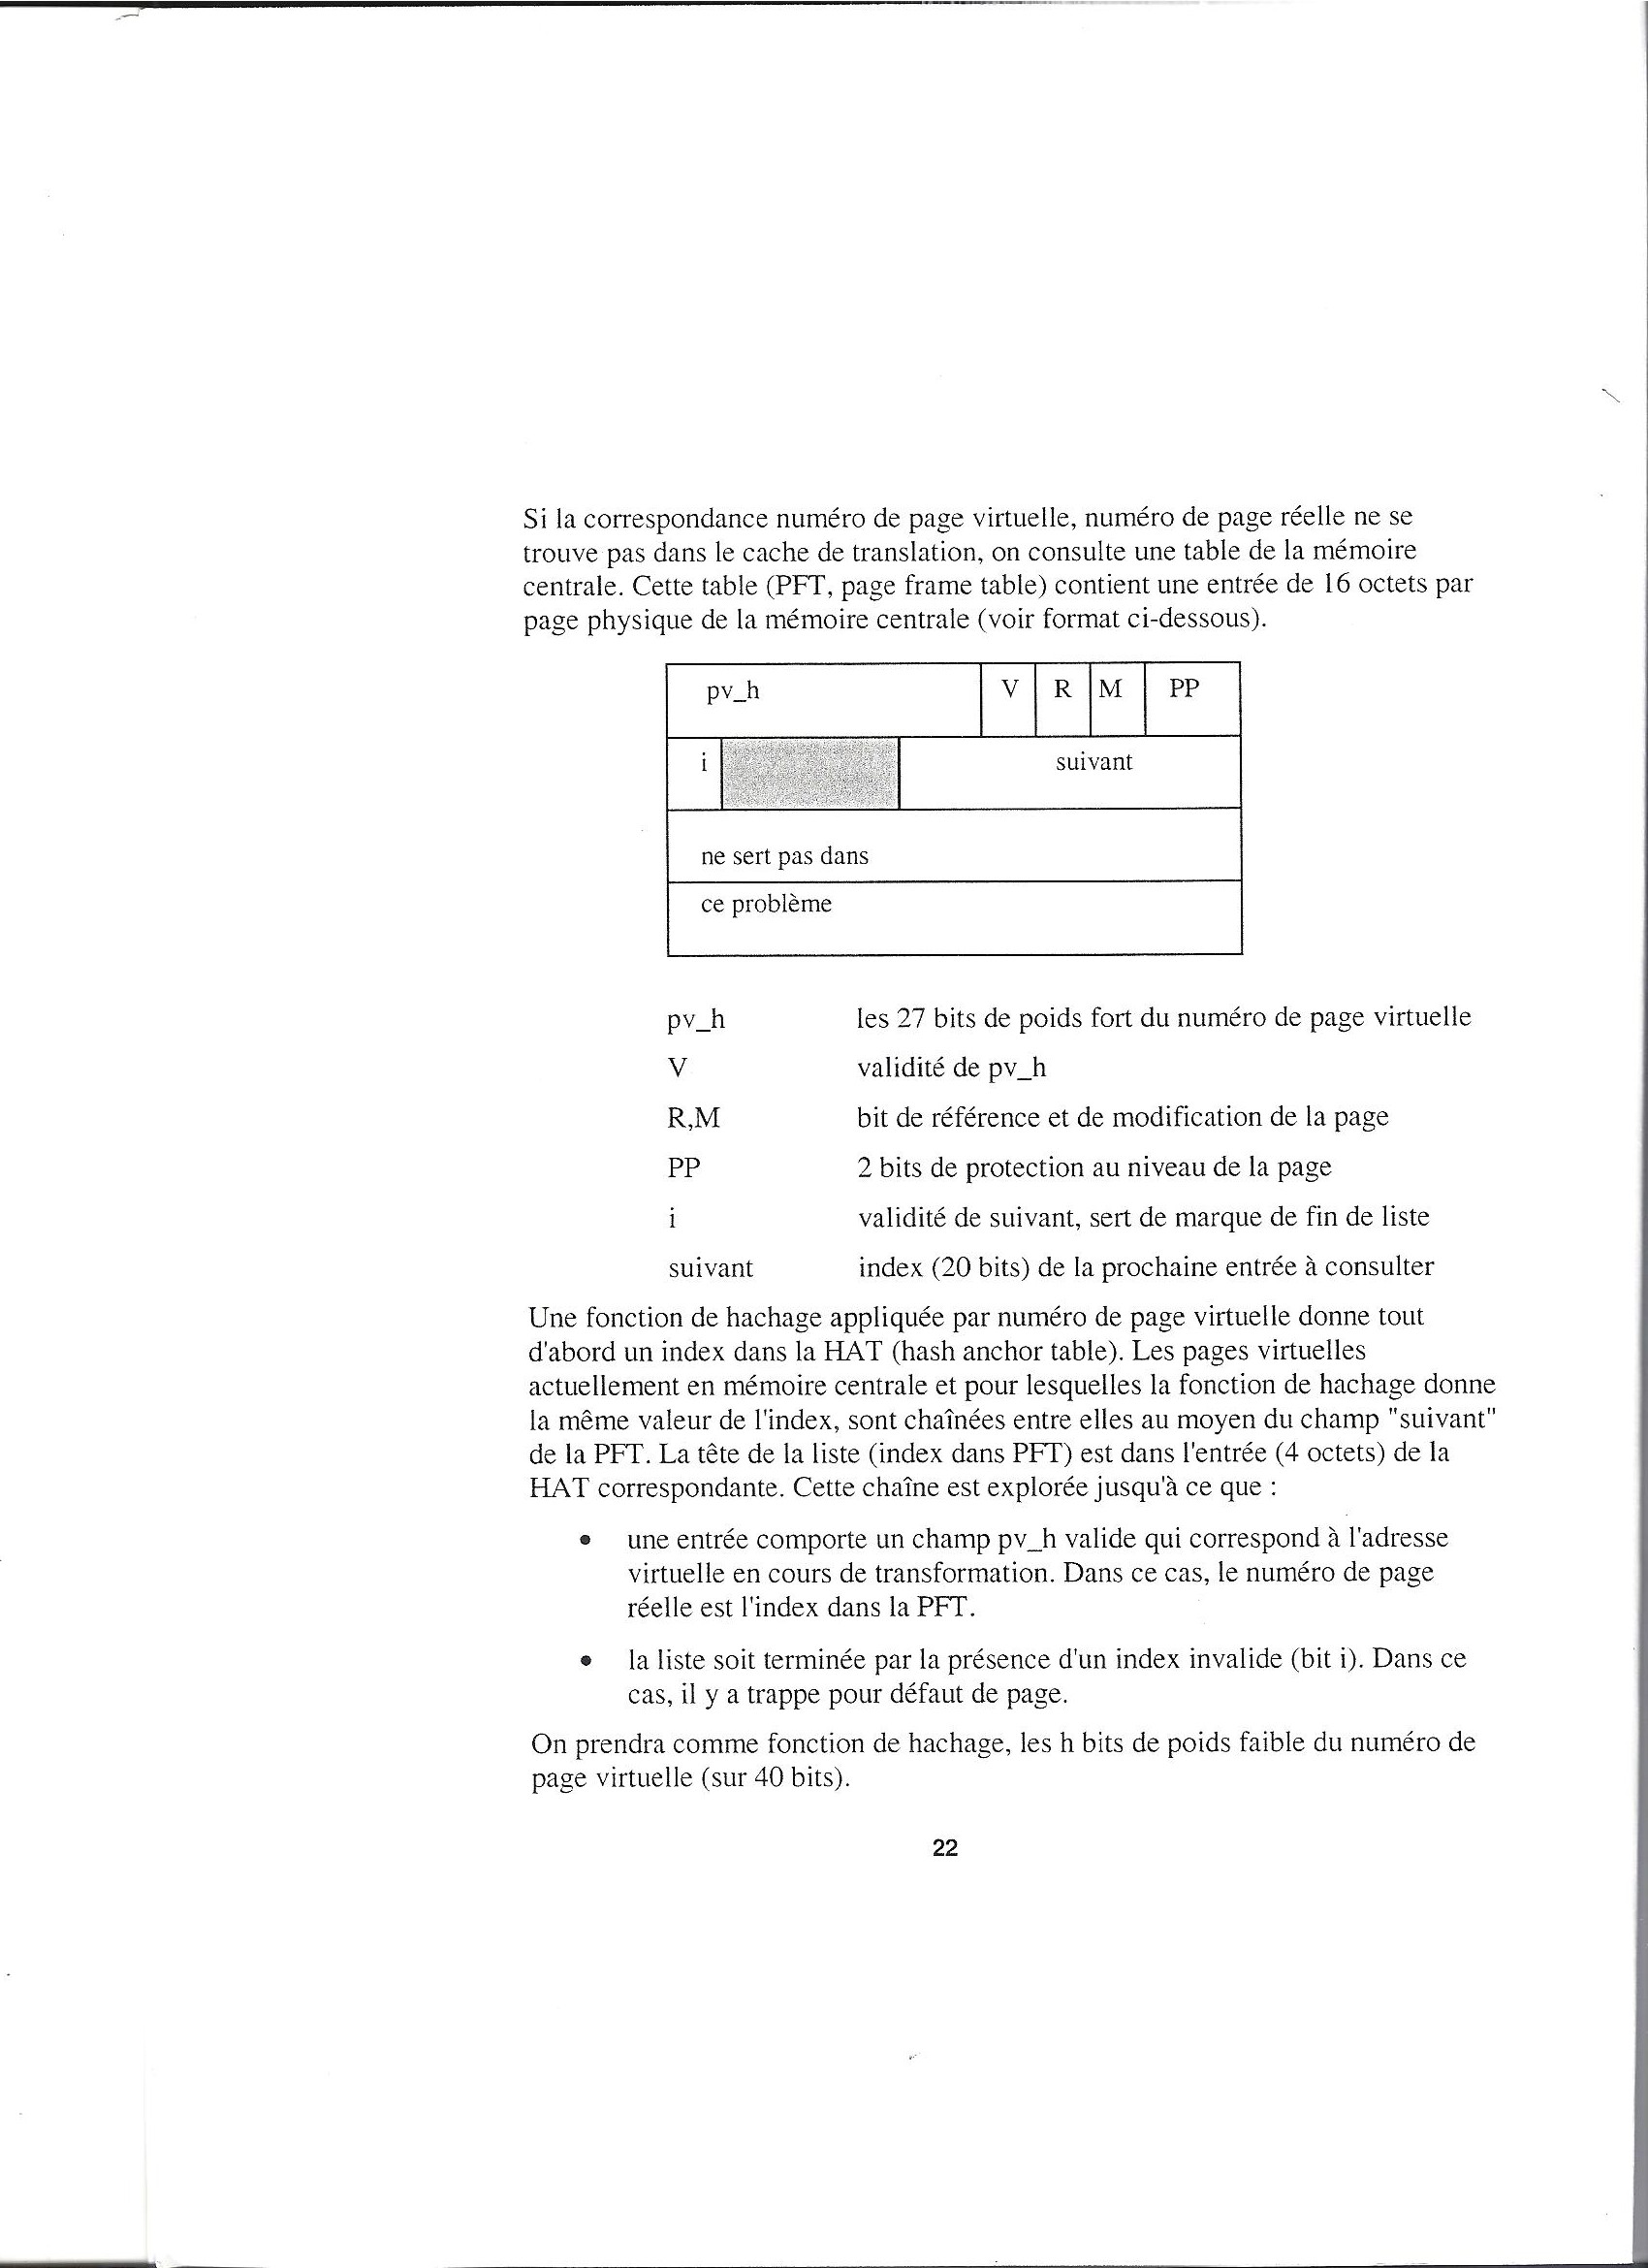 Si la correspondance numéro de page virtuelle, numéro de page réelle ne se
trouve pas dans le cache de translation, on consulte une table de la mémoire
centrale. Cette table (PFT, page frame table) contient une entrée de 16 octets par
page physique de la mémoire centrale (voir format ci-dessous).
pv_h V R M PP
i suivant
ne sert pas dans
ce problème
pv_h les 27 bits de poids fort du numéro de page virtuelle
V validité de pv_h
R,M bit de référence et de modification de la page
PP 2 bits de protection au niveau de la page
i validité de suivant, sert de marque de fin de liste
suivant index (20 bits) de la prochaine entrée à consulter
Une fonction de hachage appliquée par numéro de page virtuelle donne tout
d'abord un index dans la HAT (hash anchor table). Les pages virtuelles
actuellement en mémoire centrale et pour lesquelles la fonction de hachage donne
la même valeur de l'index, sont chaînées entre elles au moyen du champ "suivant"
de la PFT. La tête de la liste (index dans PFT) est dans l'entrée (4 octets) de la
HAT correspondante. Cette chaîne est explorée jusqu'à ce que :
• une entrée comporte un champ pv_h valide qui correspond à l'adresse
virtuelle en cours de transformation. Dans ce cas, le numéro de page
réelle est l'index dans la PFT.
• la liste soit terminée par la présence d'un index invalide (bit i). Dans ce
cas, il y a trappe pour défaut de page.
On prendra comme fonction de hachage, les h bits de poids faible du numéro de
page virtuelle (sur 40 bits).
22